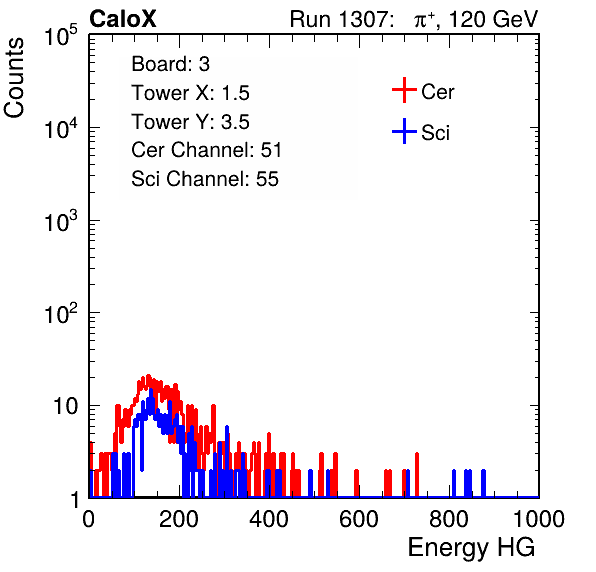 CaloX Run 1307: π⁺, 120 GeV
Counts
Board: 3
Tower X: 1.5
Tower Y: 3.5
Cer Channel: 51
Sci Channel: 55
Cer
Sci
10⁵
10⁴
10³
10²
10
1
0 200 400 600 800 1000
Energy HG